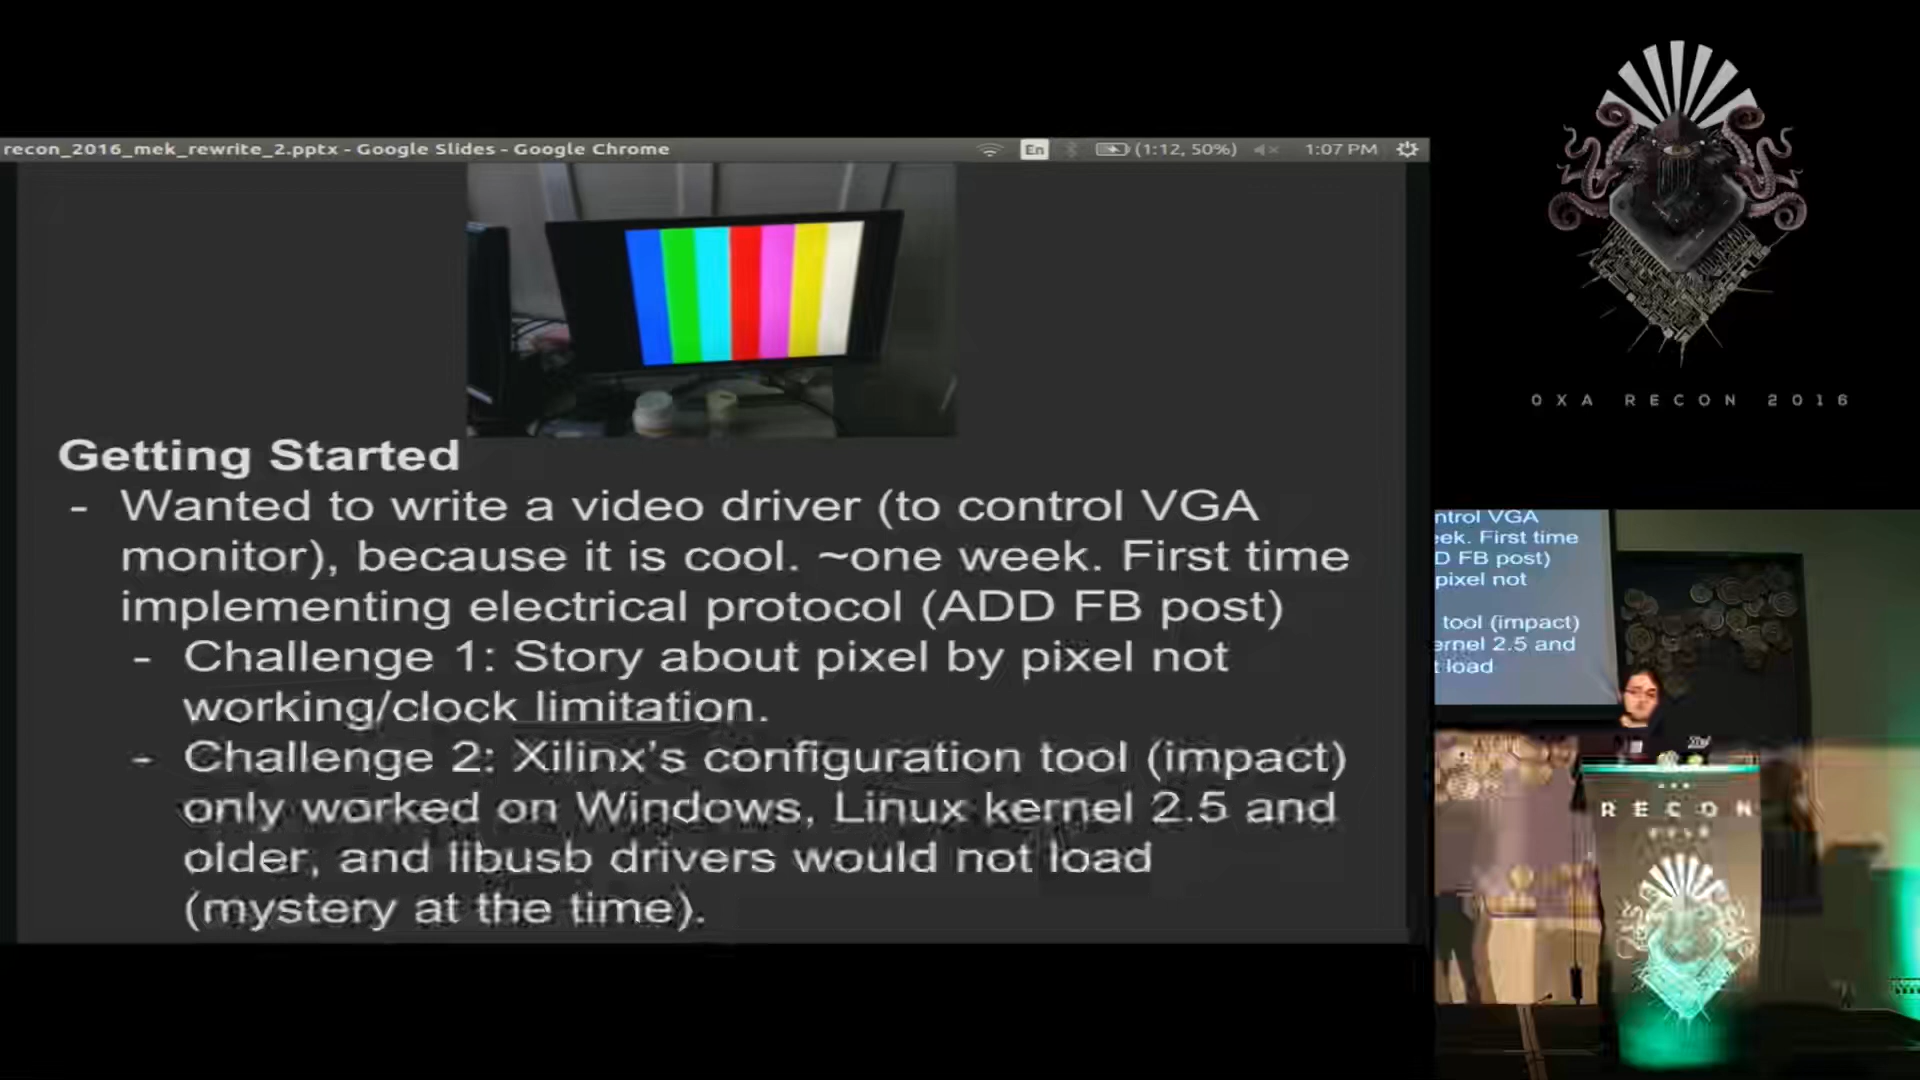 recon_2016_mek_rewrite_2.pptx - Google Slides - Google Chrome
En
(1:12, 50%)
1:07 PM
Getting Started
- Wanted to write a video driver (to control VGA
monitor), because it is cool. ~one week. First time
implementing electrical protocol (ADD FB post)
- Challenge 1: Story about pixel by pixel not
working/clock limitation.
- Challenge 2: Xilinx's configuration tool (impact)
only worked on Windows, Linux kernel 2.5 and
older, and libusb drivers would not load
(mystery at the time).
0XA RECON 2016
ntrol VGA
eek. First time
D FB post)
pixel not
tool (impact)
ernel 2.5 and
t load
RECON